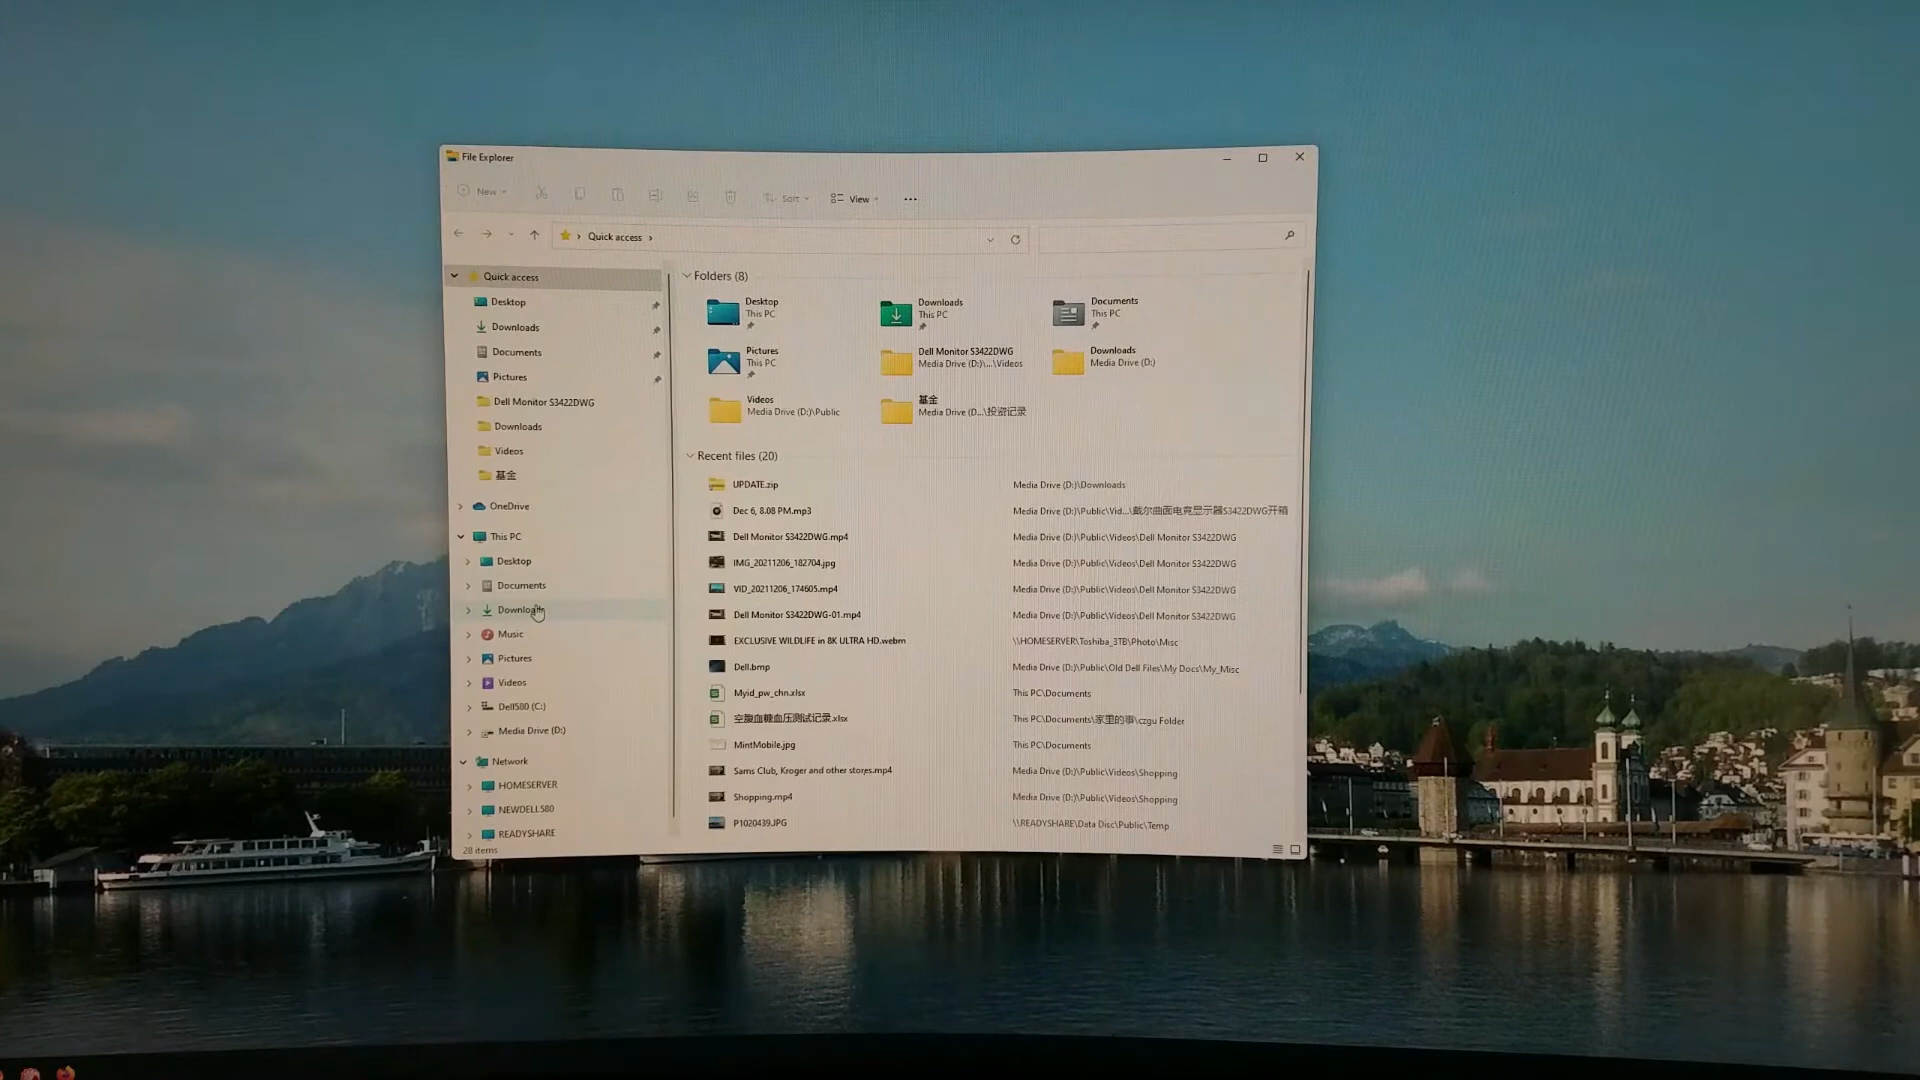 File Explorer
New
Sort
View
Quick access
Quick access
Desktop
Downloads
Documents
Pictures
Dell Monitor S3422DWG
Downloads
Videos
基金
OneDrive
This PC
Desktop
Documents
Downloads
Music
Pictures
Videos
Dell580 (C:)
Media Drive (D:)
Network
HOMESERVER
NEWDELL580
READYSHARE
28 items
Folders (8)
Desktop
This PC
Downloads
This PC
Documents
This PC
Pictures
This PC
Dell Monitor S3422DWG
Media Drive (D:)\...\Videos
Downloads
Media Drive (D:)
Videos
Media Drive (D:)\Public
基金
Media Drive (D...\投资记录
Recent files (20)
UPDATE.zip Media Drive (D:)\Downloads
Dec 6, 8.08 PM.mp3 Media Drive (D:)\Public\Vid...\戴尔曲面电竞显示器S3422DWG开箱
Dell Monitor S3422DWG.mp4 Media Drive (D:)\Public\Videos\Dell Monitor S3422DWG
IMG_20211206_182704.jpg Media Drive (D:)\Public\Videos\Dell Monitor S3422DWG
VID_20211206_174605.mp4 Media Drive (D:)\Public\Videos\Dell Monitor S3422DWG
Dell Monitor S3422DWG-01.mp4 Media Drive (D:)\Public\Videos\Dell Monitor S3422DWG
EXCLUSIVE WILDLIFE in 8K ULTRA HD.webm \\HOMESERVER\Toshiba_3TB\Photo\Misc
Dell.bmp Media Drive (D:)\Public\Old Dell Files\My Docs\My_Misc
Myid_pw_chn.xlsx This PC\Documents
空腹血糖血压测试记录.xlsx This PC\Documents\家里的事\czgu Folder
MintMobile.jpg This PC\Documents
Sams Club, Kroger and other stores.mp4 Media Drive (D:)\Public\Videos\Shopping
Shopping.mp4 Media Drive (D:)\Public\Videos\Shopping
P1020439.JPG \\READYSHARE\Data Disc\Public\Temp